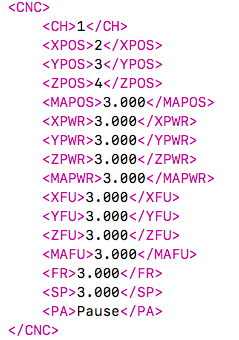 <CNC>
<CH>1</CH>
<XPOS>2</XPOS>
<YPOS>3</YPOS>
<ZPOS>4</ZPOS>
<MAPOS>3.000</MAPOS>
<XPWR>3.000</XPWR>
<YPWR>3.000</YPWR>
<ZPWR>3.000</ZPWR>
<MAPWR>3.000</MAPWR>
<XFU>3.000</XFU>
<YFU>3.000</YFU>
<ZFU>3.000</ZFU>
<MAFU>3.000</MAFU>
<FR>3.000</FR>
<SP>3.000</SP>
<PA>Pause</PA>
</CNC>